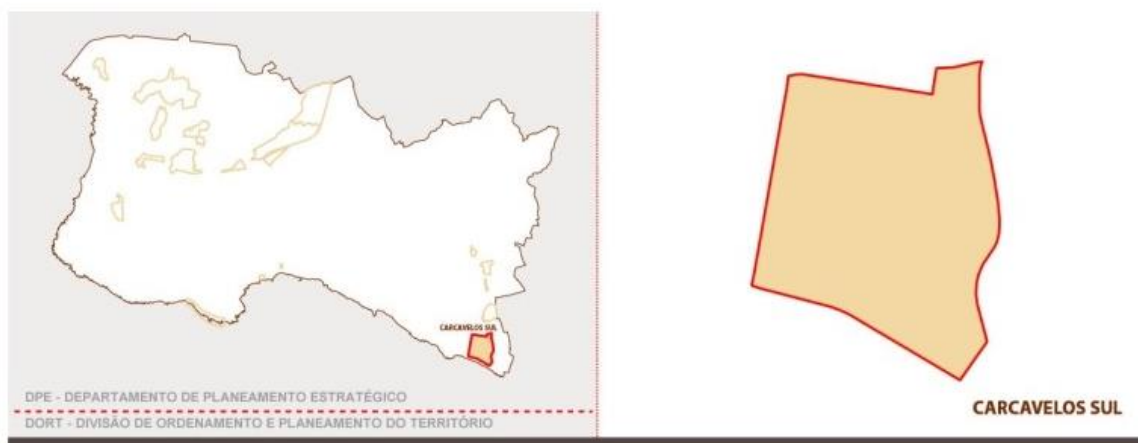 CARCAVELOS SUL
DPE - DEPARTAMENTO DE PLANEAMENTO ESTRATÉGICO
DORT - DIVISÃO DE ORDENAMENTO E PLANEAMENTO DO TERRITÓRIO
CARCAVELOS SUL